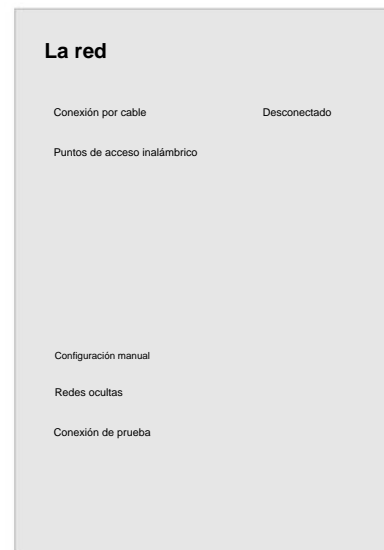 La red
Conexión por cable Desconectado
Puntos de acceso inalámbrico
Configuración manual
Redes ocultas
Conexión de prueba